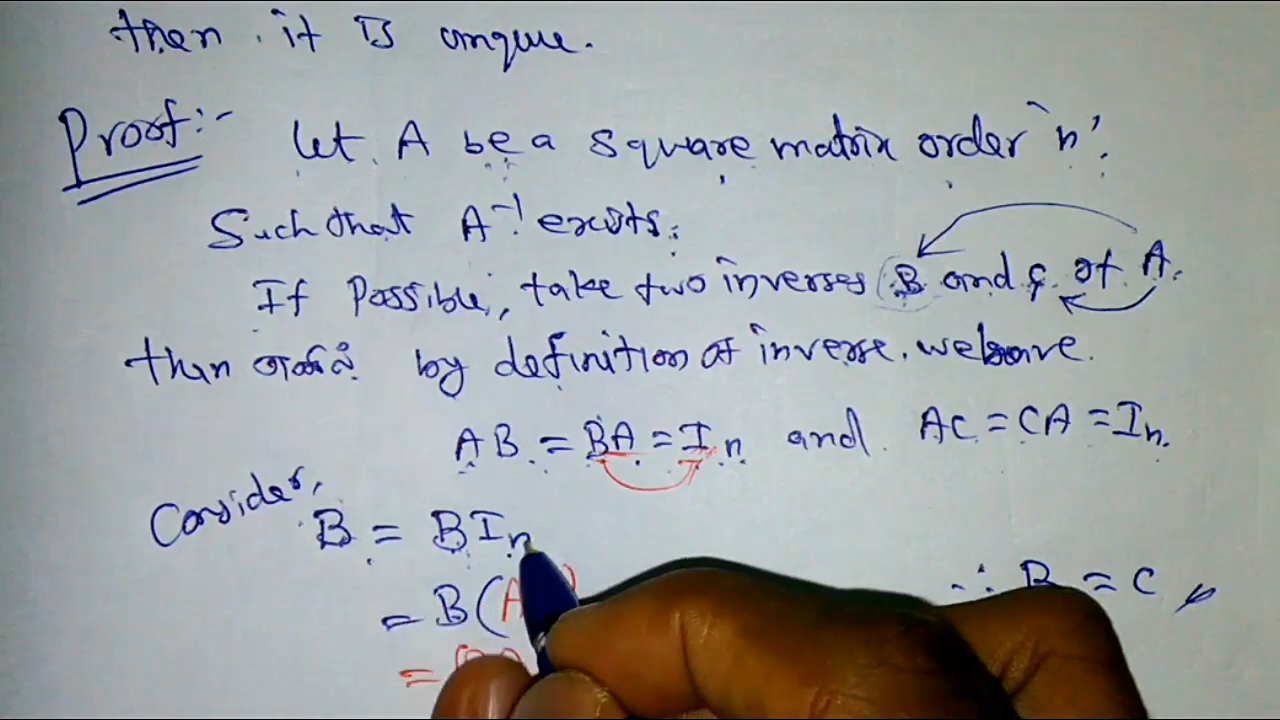 then it is unique.
Proof:- let A be a square matrix order 'n'.
Such that A⁻¹ exists.
If Possible, take two inverses B and C of A.
then by definition of inverse, we have.
AB = BA = In and AC = CA = In.
Consider,
B = BIn
= B(A
=
∴ B = C